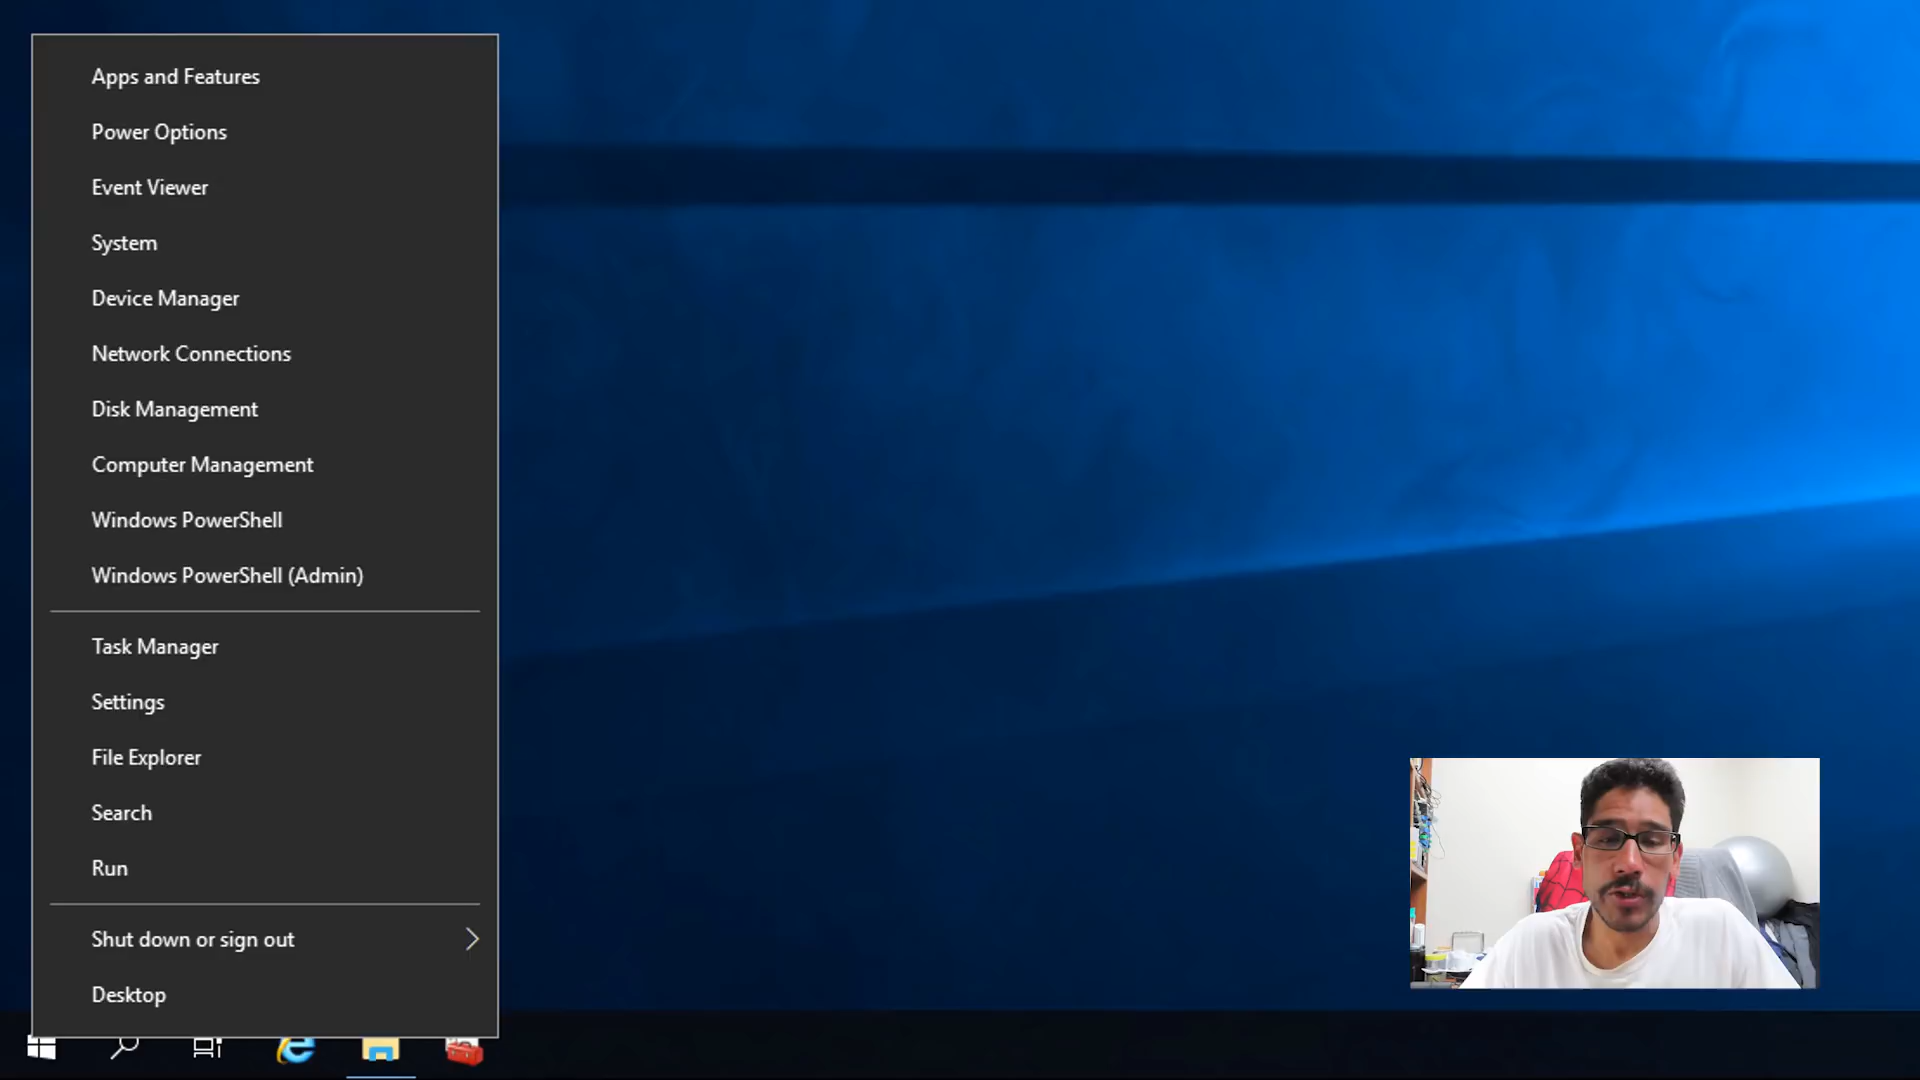 Apps and Features
Power Options
Event Viewer
System
Device Manager
Network Connections
Disk Management
Computer Management
Windows PowerShell
Windows PowerShell (Admin)
Task Manager
Settings
File Explorer
Search
Run
Shut down or sign out
Desktop